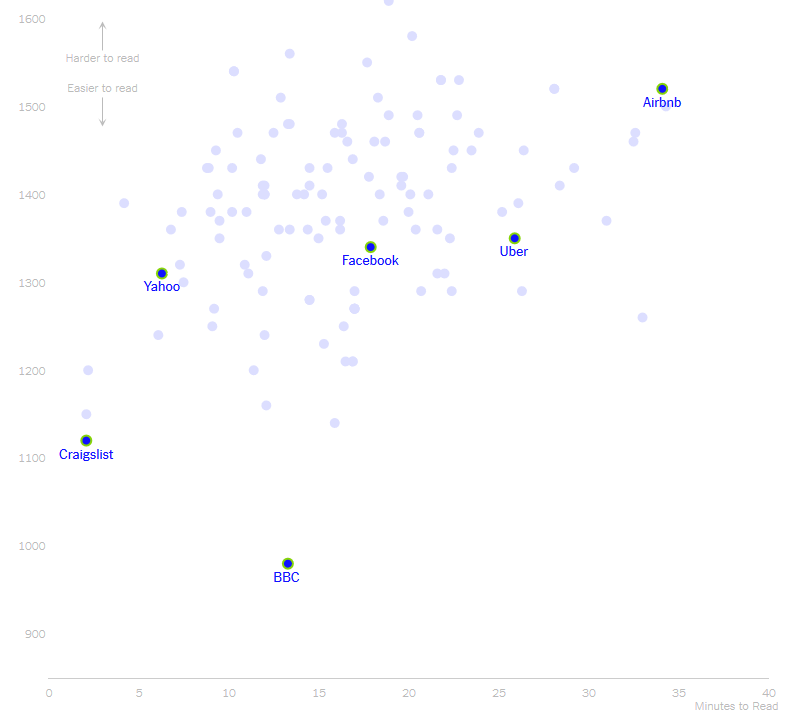 1600
Harder to read
Easier to read
1500
Airbnb
1400
1300
Uber
Facebook
Yahoo
1200
1100
Craigslist
1000
BBC
900
0 5 10 15 20 25 30 35 40
Minutes to Read